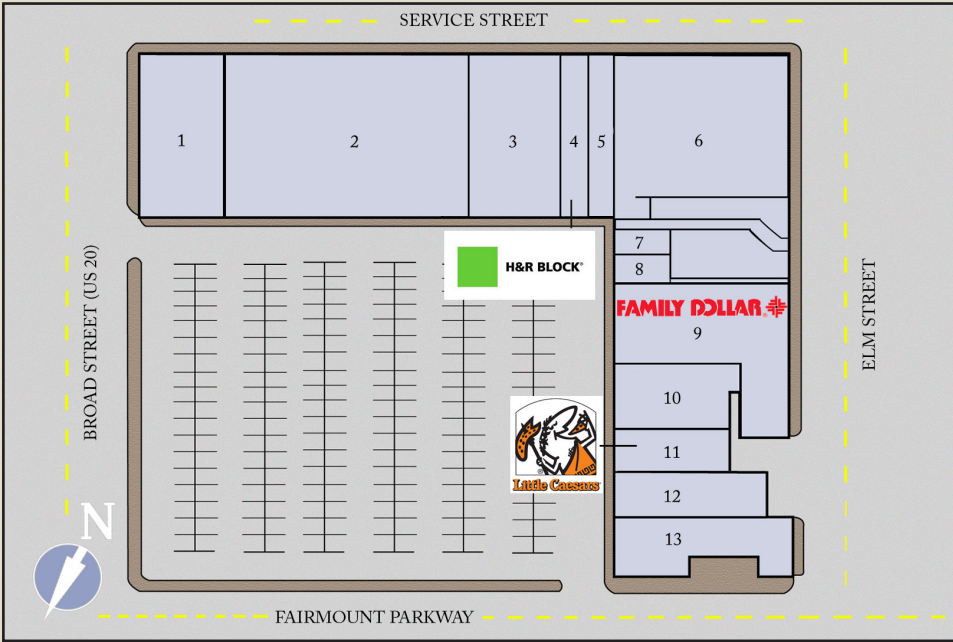 SERVICE STREET
1
2
3
4
5
6
BROAD STREET (US 20)
H&R BLOCK®
7
8
ELM STREET
FAMILY DOLLAR®
9
10
11
Little Caesars®
12
13
N
FAIRMOUNT PARKWAY